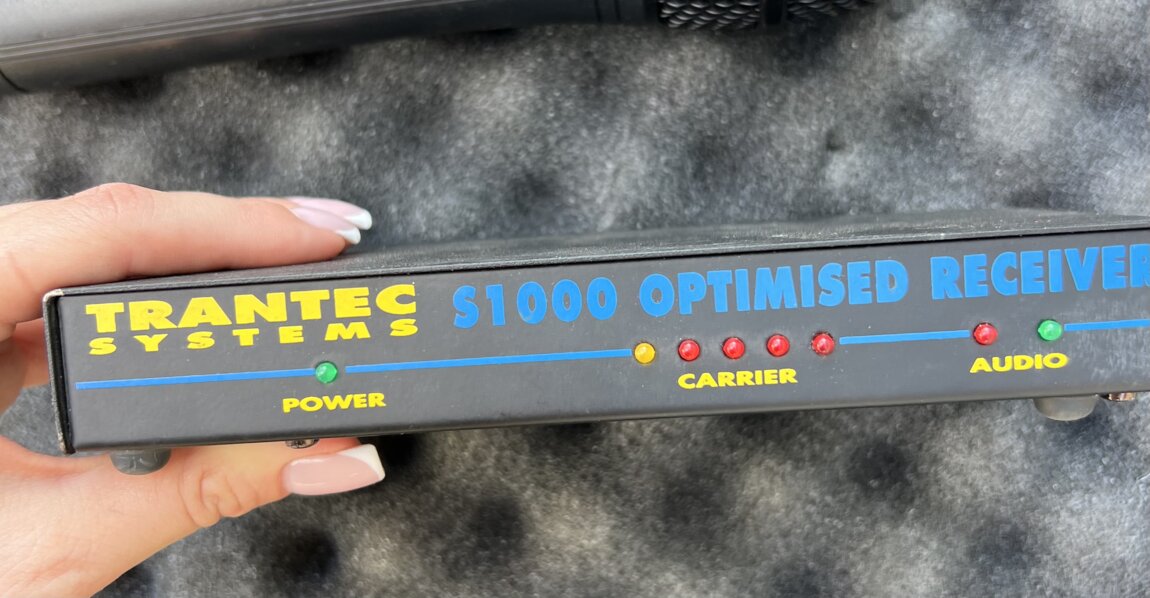 TRANTEC
SYSTEMS
S1000 OPTIMISED RECEIVER
POWER
CARRIER
AUDIO